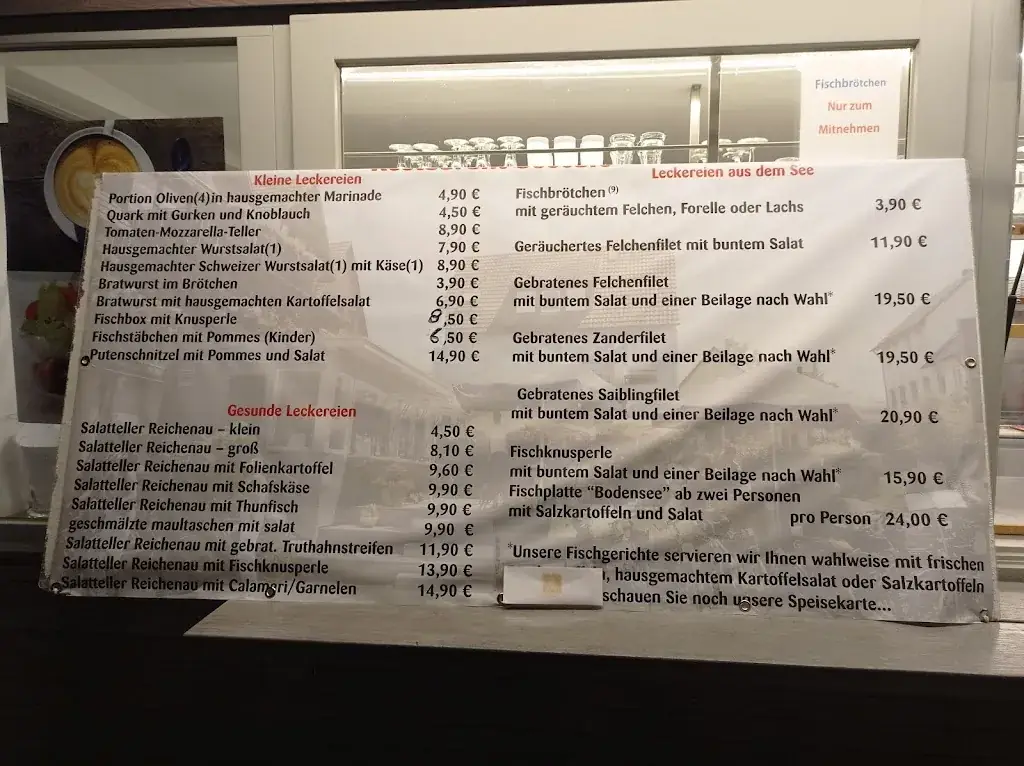 Fischbrötchen
Nur zum
Mitnehmen
Kleine Leckereien
Portion Oliven(4)in hausgemachter Marinade 4,90 €
Quark mit Gurken und Knoblauch 4,50 €
Tomaten-Mozzarella-Teller 8,90 €
Hausgemachter Wurstsalat(1) 7,90 €
Hausgemachter Schweizer Wurstsalat(1) mit Käse(1) 8,90 €
Bratwurst im Brötchen 3,90 €
Bratwurst mit hausgemachten Kartoffelsalat 6,90 €
Fischbox mit Knusperle 8,50 €
Fischstäbchen mit Pommes (Kinder) 6,50 €
Putenschnitzel mit Pommes und Salat 14,90 €
Gesunde Leckereien
Salatteller Reichenau – klein 4,50 €
Salatteller Reichenau – groß 8,10 €
Salatteller Reichenau mit Folienkartoffel 9,60 €
Salatteller Reichenau mit Schafskäse 9,90 €
Salatteller Reichenau mit Thunfisch 9,90 €
geschmälzte maultaschen mit salat 9,90 €
Salatteller Reichenau mit gebrat. Truthahnstreifen 11,90 €
Salatteller Reichenau mit Fischknusperle 13,90 €
Salatteller Reichenau mit Calamari/Garnelen 14,90 €
Leckereien aus dem See
Fischbrötchen (9)
mit geräuchtem Felchen, Forelle oder Lachs 3,90 €
Geräuchertes Felchenfilet mit buntem Salat 11,90 €
Gebratenes Felchenfilet
mit buntem Salat und einer Beilage nach Wahl* 19,50 €
Gebratenes Zanderfilet
mit buntem Salat und einer Beilage nach Wahl* 19,50 €
Gebratenes Saiblingfilet
mit buntem Salat und einer Beilage nach Wahl* 20,90 €
Fischknusperle
mit buntem Salat und einer Beilage nach Wahl* 15,90 €
Fischplatte “Bodensee” ab zwei Personen
mit Salzkartoffeln und Salat pro Person 24,00 €
*Unsere Fischgerichte servieren wir Ihnen wahlweise mit frischen
, hausgemachtem Kartoffelsalat oder Salzkartoffeln
schauen Sie noch unsere Speisekarte...